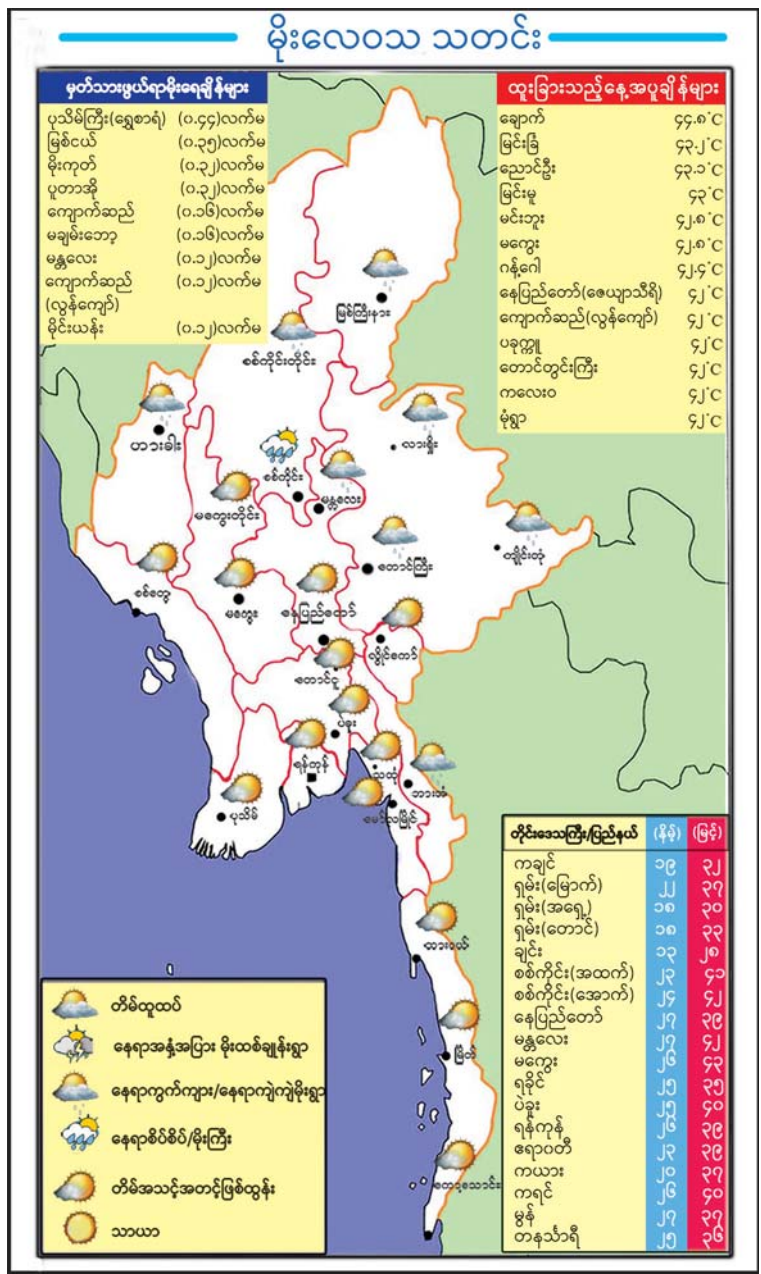 မိုးလေဝသ သတင်း
မှတ်သားဖွယ်ရာမိုးရေချိန်များ
ပုသိမ်ကြီး(ရွှေစာရံ) (၀.၄၄)လက်မ
မြစ်ငယ် (၀.၃၅)လက်မ
မိုးကုတ် (၀.၃၂)လက်မ
ပူတာအို (၀.၃၂)လက်မ
ကျောက်ဆည် (၀.၁၆)လက်မ
မချမ်းဘော့ (၀.၁၆)လက်မ
မန္တလေး (၀.၁၂)လက်မ
ကျောက်ဆည် (၀.၁၂)လက်မ
(လွန်ကျော်)
မိုင်းယန်း (၀.၁၂)လက်မ
ထူးခြားသည့်နေ့အပူချိန်များ
ချောက် ၄၄.၈°C
မြင်းခြံ ၄၃.၂°C
ညောင်ဦး ၄၃.၁°C
မြင်းမူ ၄၃°C
မင်းဘူး ၄၂.၈°C
မကွေး ၄၂.၈°C
ဂန့်ဂေါ ၄၂.၄°C
နေပြည်တော်(ဇေယျာသီရိ) ၄၂°C
ကျောက်ဆည်(လွန်ကျော်) ၄၂°C
ပခုက္ကူ ၄၂°C
တောင်တွင်းကြီး ၄၂°C
ကလေးဝ ၄၂°C
မုံရွာ ၄၂°C
မြစ်ကြီးနား
စစ်ကိုင်းတိုင်း
ဟားခါး
လားရှိုး
စစ်ကိုင်း
မန္တလေး
မကွေးတိုင်း
တောင်ကြီး
ကျိုင်းတုံ
စစ်တွေ
မကွေး
နေပြည်တော်
လွိုင်ကော်
တောင်ငူ
ပဲခူး
ရန်ကုန်
သထုံ
ဘားအံ
ပုသိမ်
မော်လမြိုင်
ထားဝယ်
မြိတ်
ကော့သောင်း
တိမ်ထူထပ်
နေရာအနှံ့အပြား မိုးထစ်ချုန်းရွာ
နေရာကွက်ကျား/နေရာကျဲကျဲမိုးရွာ
နေရာစိပ်စိပ်/မိုးကြီး
တိမ်အသင့်အတင့်ဖြစ်ထွန်း
သာယာ
တိုင်းဒေသကြီး/ပြည်နယ် (နိမ့်) (မြင့်)
ကချင် ၁၉ ၃၂
ရှမ်း(မြောက်) ၂၂ ၃၇
ရှမ်း(အရှေ့) ၁၈ ၃၀
ရှမ်း(တောင်) ၁၈ ၃၃
ချင်း ၁၃ ၂၈
စစ်ကိုင်း(အထက်) ၂၃ ၄၁
စစ်ကိုင်း(အောက်) ၂၄ ၄၂
နေပြည်တော် ၂၇ ၃၉
မန္တလေး ၂၇ ၄၂
မကွေး ၂၆ ၄၃
ရခိုင် ၂၅ ၃၅
ပဲခူး ၂၅ ၄၀
ရန်ကုန် ၂၆ ၃၉
ဧရာဝတီ ၂၃ ၃၉
ကယား ၂၀ ၃၇
ကရင် ၂၆ ၄၀
မွန် ၂၇ ၃၇
တနင်္သာရီ ၂၅ ၃၆